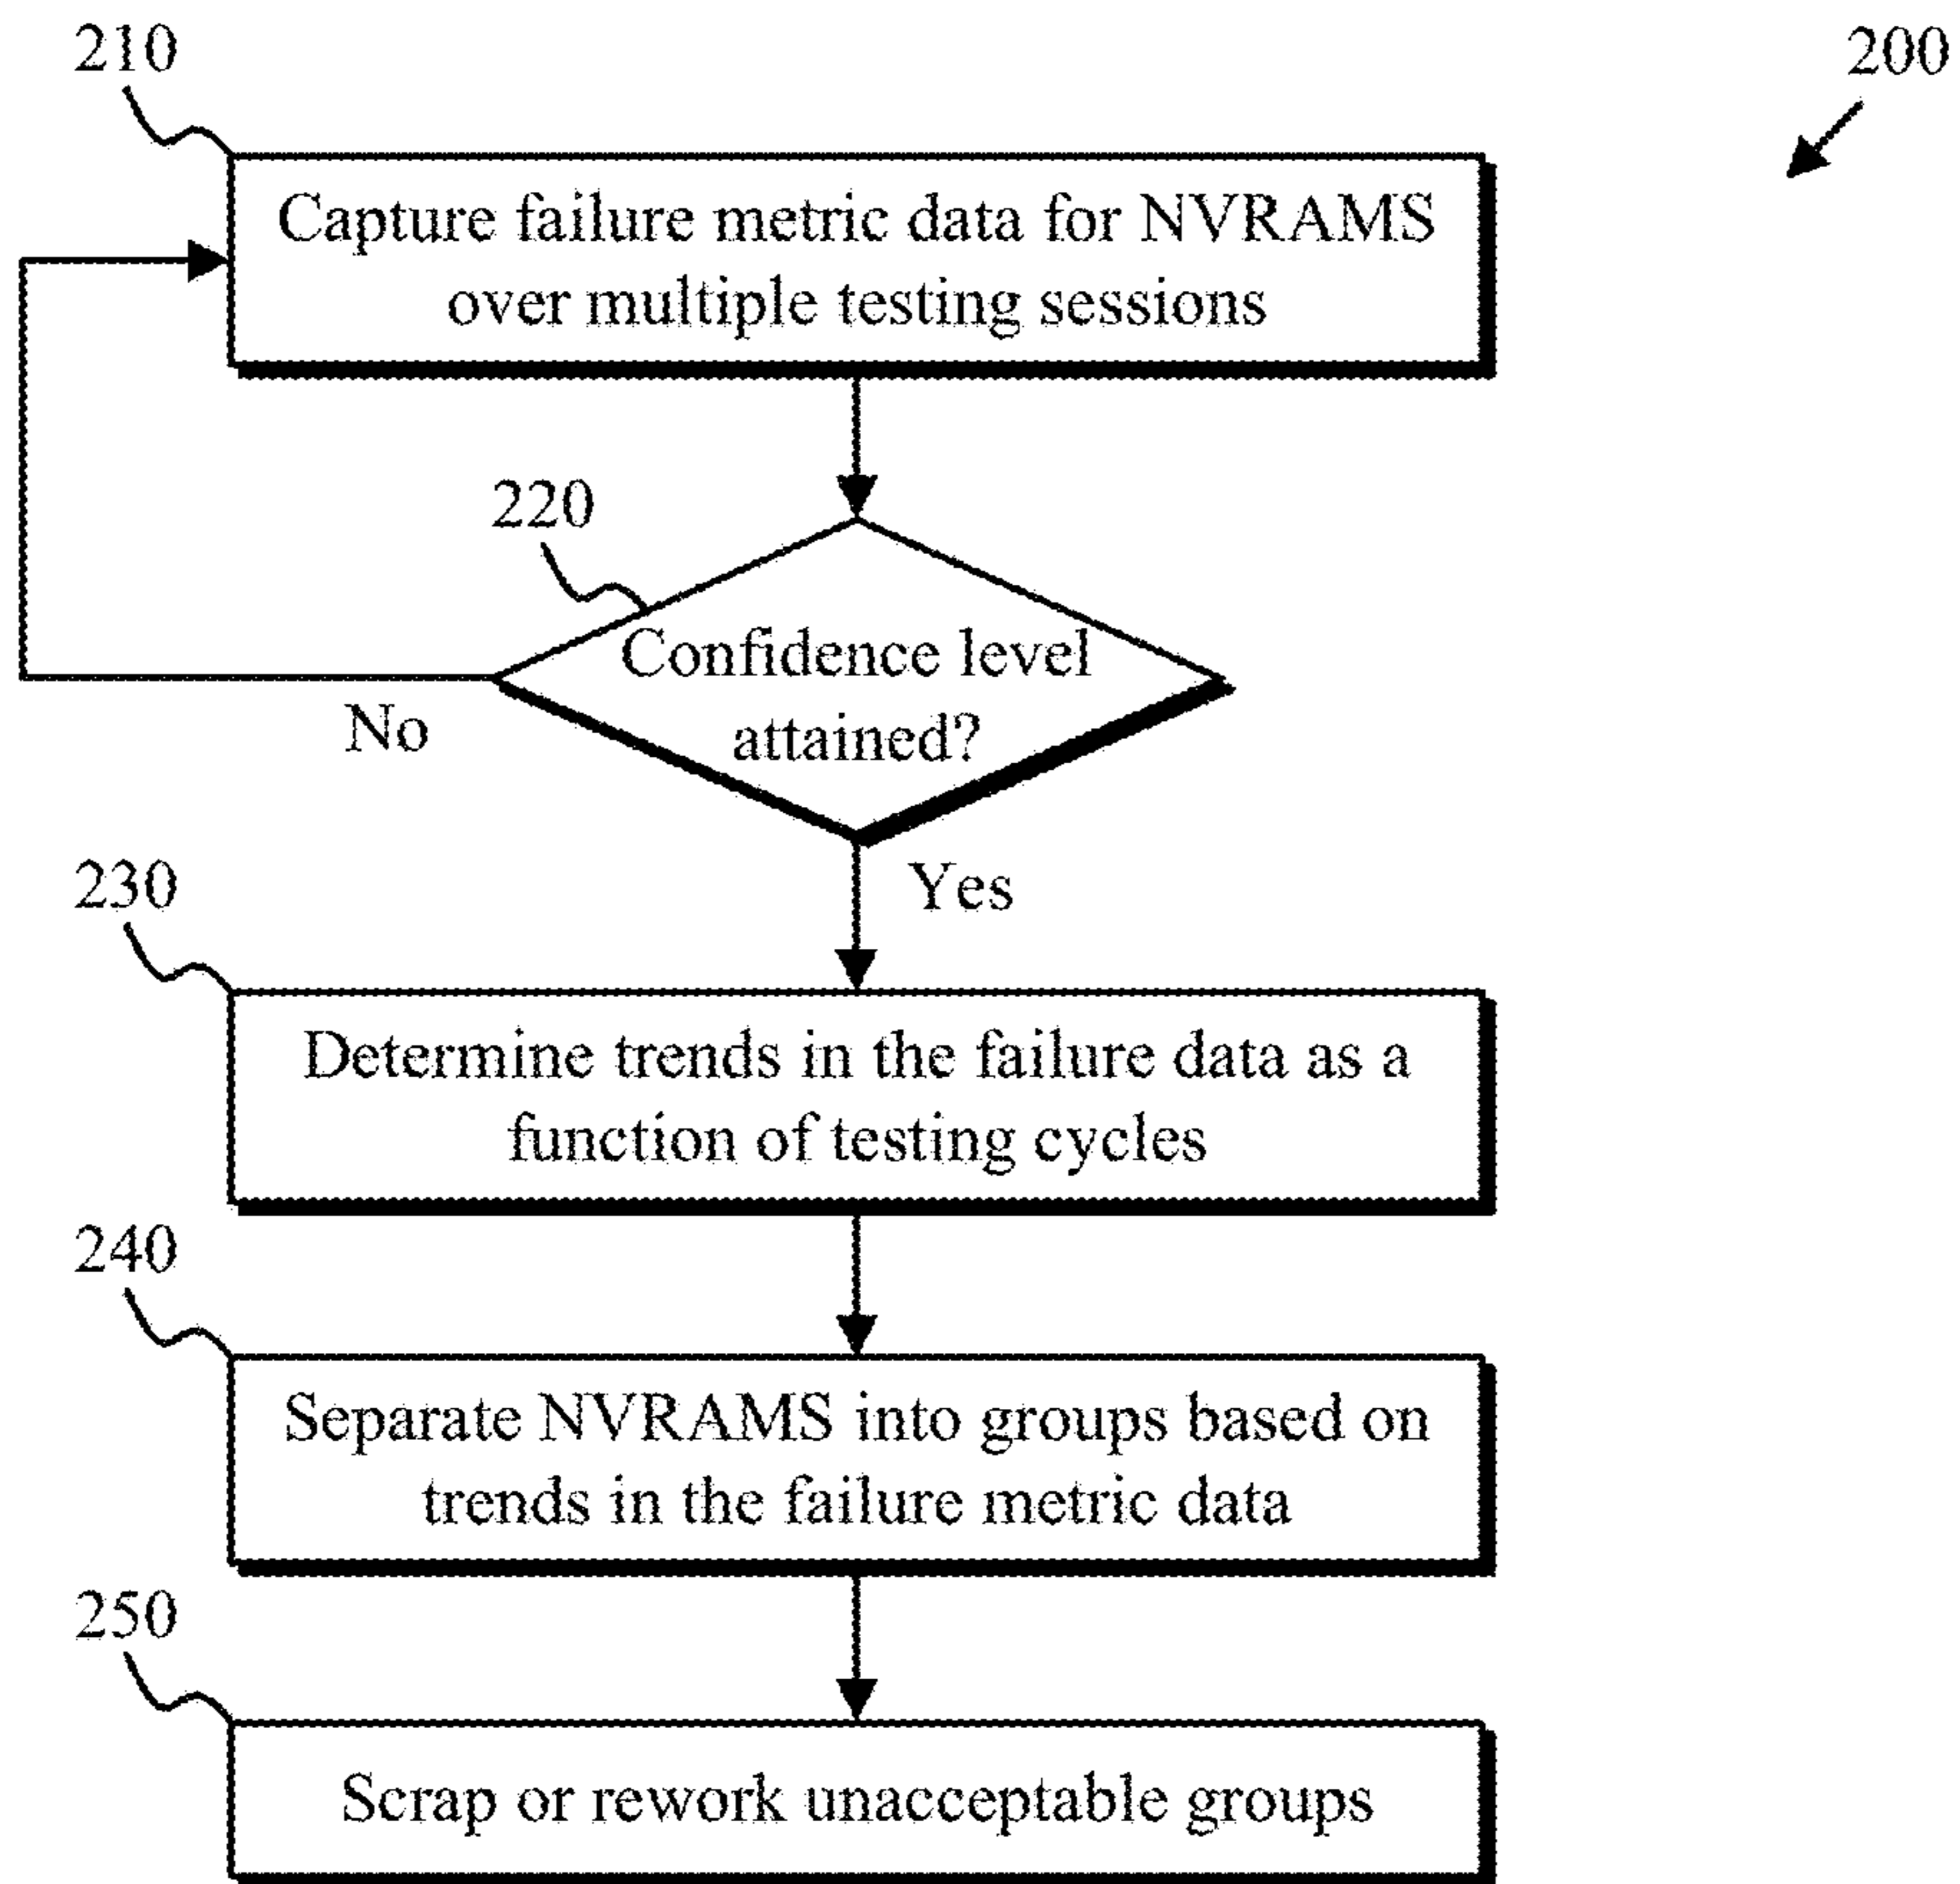 210
200
Capture failure metric data for NVRAMS
over multiple testing sessions
220
Confidence level
attained?
No
Yes
230
Determine trends in the failure data as a
function of testing cycles
240
Separate NVRAMS into groups based on
trends in the failure metric data
250
Scrap or rework unacceptable groups